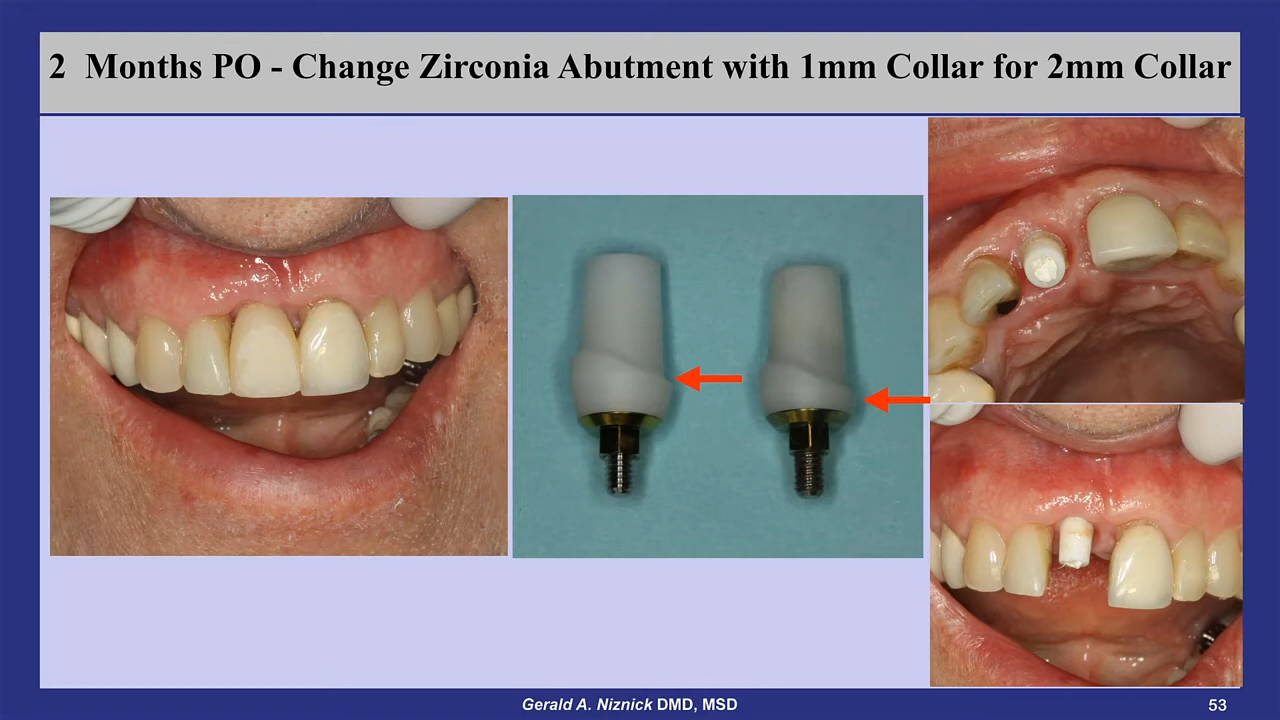 2 Months PO - Change Zirconia Abutment with 1mm Collar for 2mm Collar
Gerald A. Niznick DMD, MSD
53